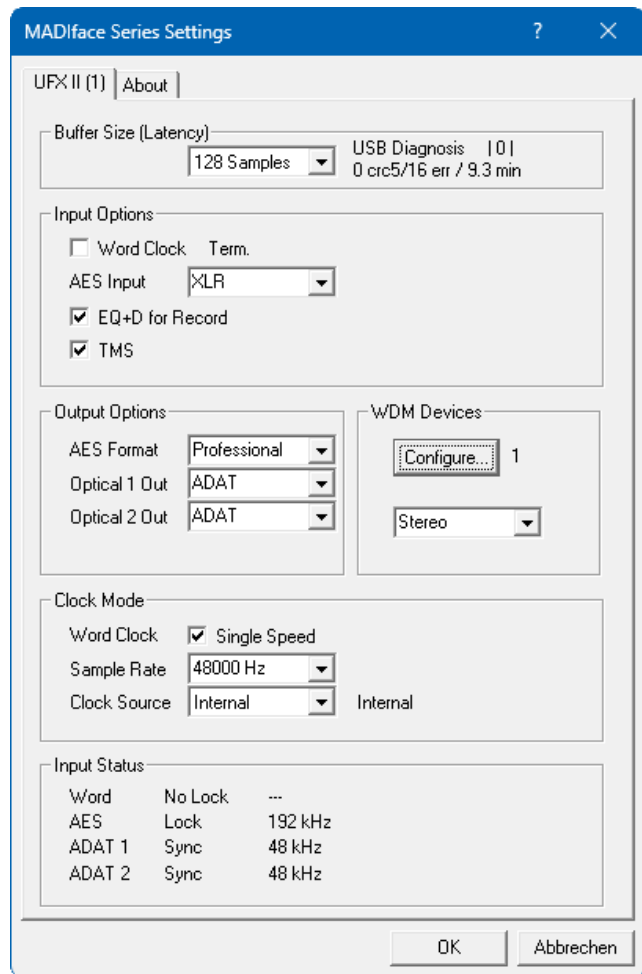 MADIface Series Settings ? ×
UFX II (1) About
Buffer Size (Latency)
128 Samples
USB Diagnosis | 0 |
0 crc5/16 err / 9.3 min
Input Options
Word Clock Term.
AES Input XLR
EQ+D for Record
TMS
Output Options
AES Format Professional
Optical 1 Out ADAT
Optical 2 Out ADAT
WDM Devices
Configure... 1
Stereo
Clock Mode
Word Clock Single Speed
Sample Rate 48000 Hz
Clock Source Internal Internal
Input Status
Word No Lock ---
AES Lock 192 kHz
ADAT 1 Sync 48 kHz
ADAT 2 Sync 48 kHz
OK Abbrechen